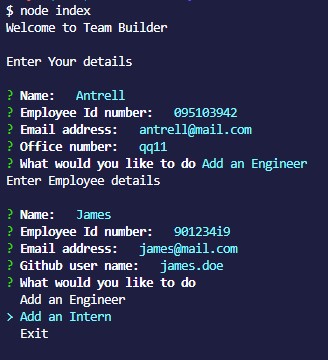 $ node index
Welcome to Team Builder
Enter Your details
? Name: Antrell
? Employee Id number: 095103942
? Email address: antrell@mail.com
? Office number: qq11
? What would you like to do Add an Engineer
Enter Employee details
? Name: James
? Employee Id number: 90123419
? Email address: james@mail.com
? Github user name: james.doe
? What would you like to do
Add an Engineer
> Add an Intern
Exit